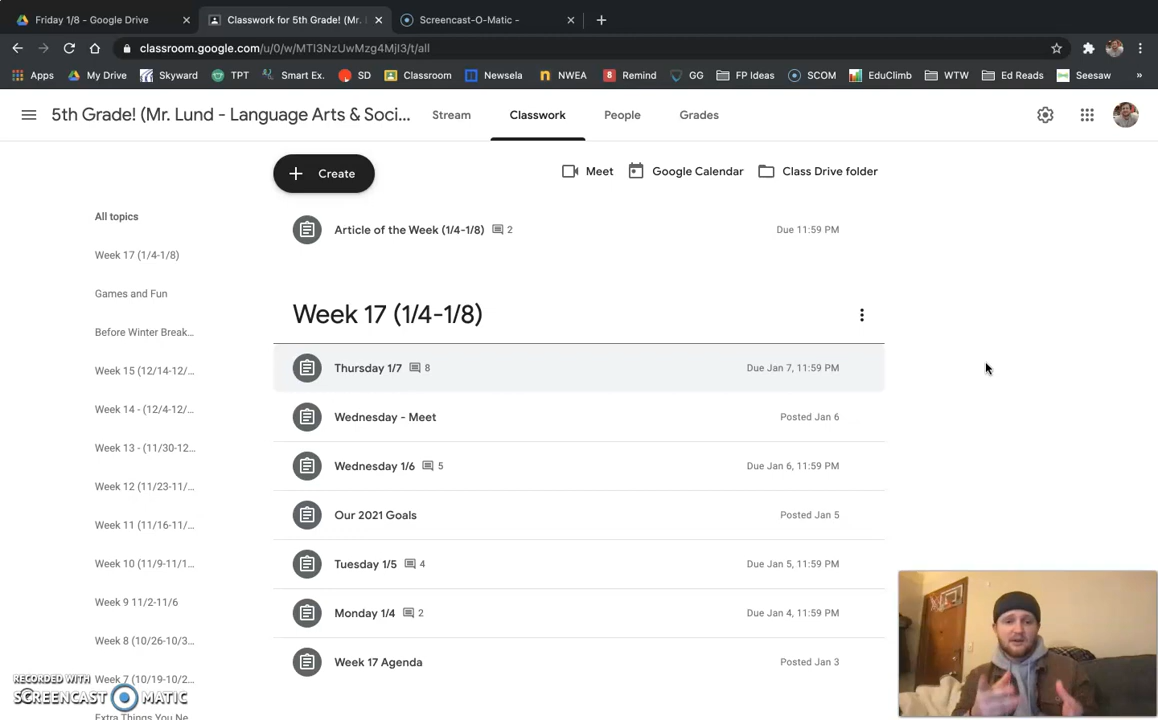 Friday 1/8 - Google Drive
Classwork for 5th Grade! (Mr. L
Screencast-O-Matic -
classroom.google.com/u/0/w/MTI3NzUwMzg4MjI3/t/all
Apps My Drive Skyward TPT Smart Ex. SD Classroom Newsela NWEA Remind GG FP Ideas SCOM EduClimb WTW Ed Reads Seesaw »
5th Grade! (Mr. Lund - Language Arts & Soci...
Stream Classwork People Grades
+ Create
Meet Google Calendar Class Drive folder
All topics
Week 17 (1/4-1/8)
Games and Fun
Before Winter Break...
Week 15 (12/14-12/...
Week 14 - (12/4-12/...
Week 13 - (11/30-12...
Week 12 (11/23-11/...
Week 11 (11/16-11/...
Week 10 (11/9-11/1...
Week 9 11/2-11/6
Week 8 (10/26-10/3...
Week 7 (10/19-10/2...
Extra Things You Ne
Article of the Week (1/4-1/8) 2 Due 11:59 PM
Week 17 (1/4-1/8)
Thursday 1/7 8 Due Jan 7, 11:59 PM
Wednesday - Meet Posted Jan 6
Wednesday 1/6 5 Due Jan 6, 11:59 PM
Our 2021 Goals Posted Jan 5
Tuesday 1/5 4 Due Jan 5, 11:59 PM
Monday 1/4 2 Due Jan 4, 11:59 PM
Week 17 Agenda Posted Jan 3
RECORDED WITH
SCREENCAST MATIC